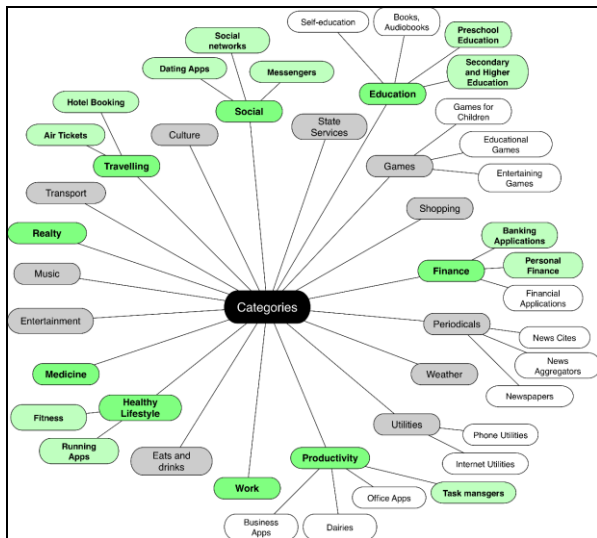 Social
networks
Self-education
Books,
Audiobooks
Preschool
Education
Dating Apps
Messengers
Secondary
and Higher
Education
Hotel Booking
Social
Education
Air Tickets
Culture
State
Services
Games for
Children
Travelling
Games
Educational
Games
Entertaining
Games
Transport
Shopping
Realty
Banking
Applications
Music
Finance
Personal
Finance
Categories
Financial
Applications
Entertainment
Periodicals
News Cites
News
Aggregators
Medicine
Weather
Newspapers
Healthy
Lifestyle
Fitness
Utilities
Phone Utilities
Running
Apps
Eats and
drinks
Productivity
Internet Utilities
Work
Office Apps
Task mansgers
Business
Apps
Dairies